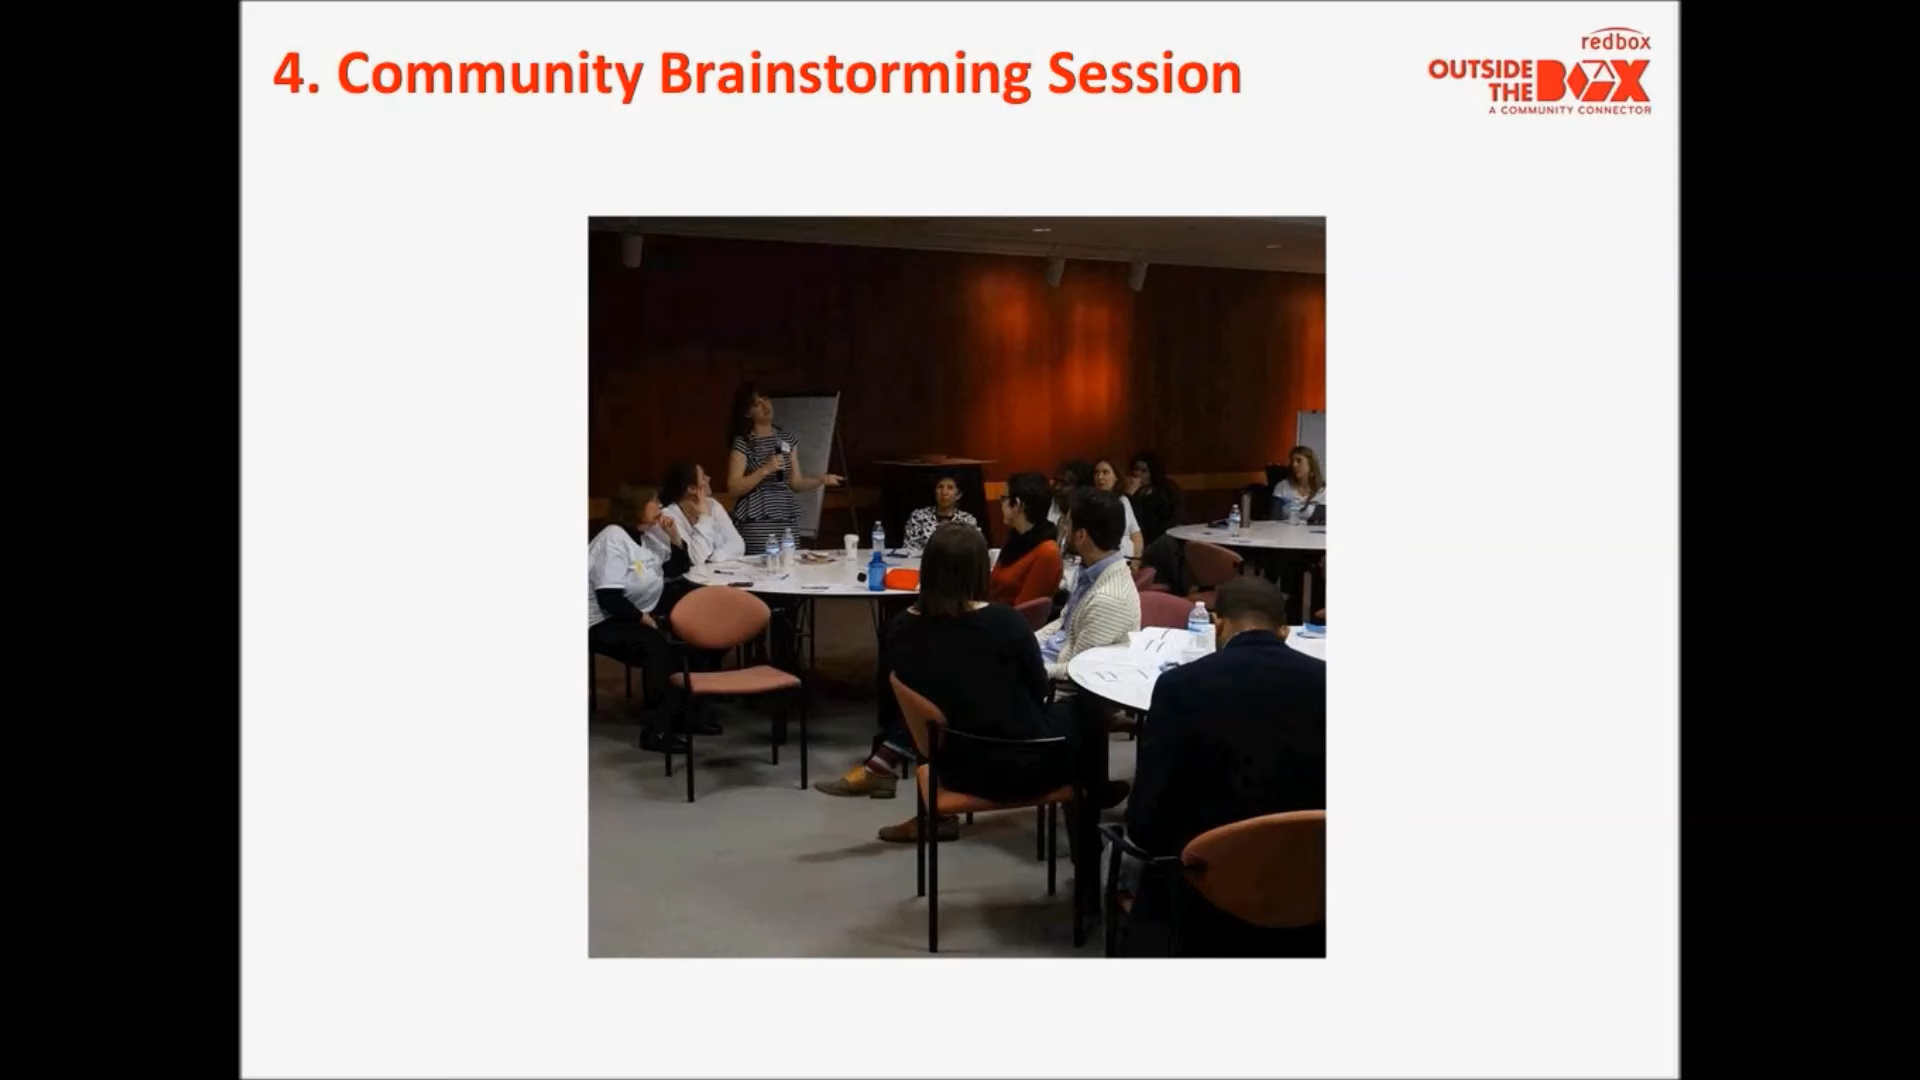 4. Community Brainstorming Session
redbox
OUTSIDE
THE BOX
A COMMUNITY CONNECTOR